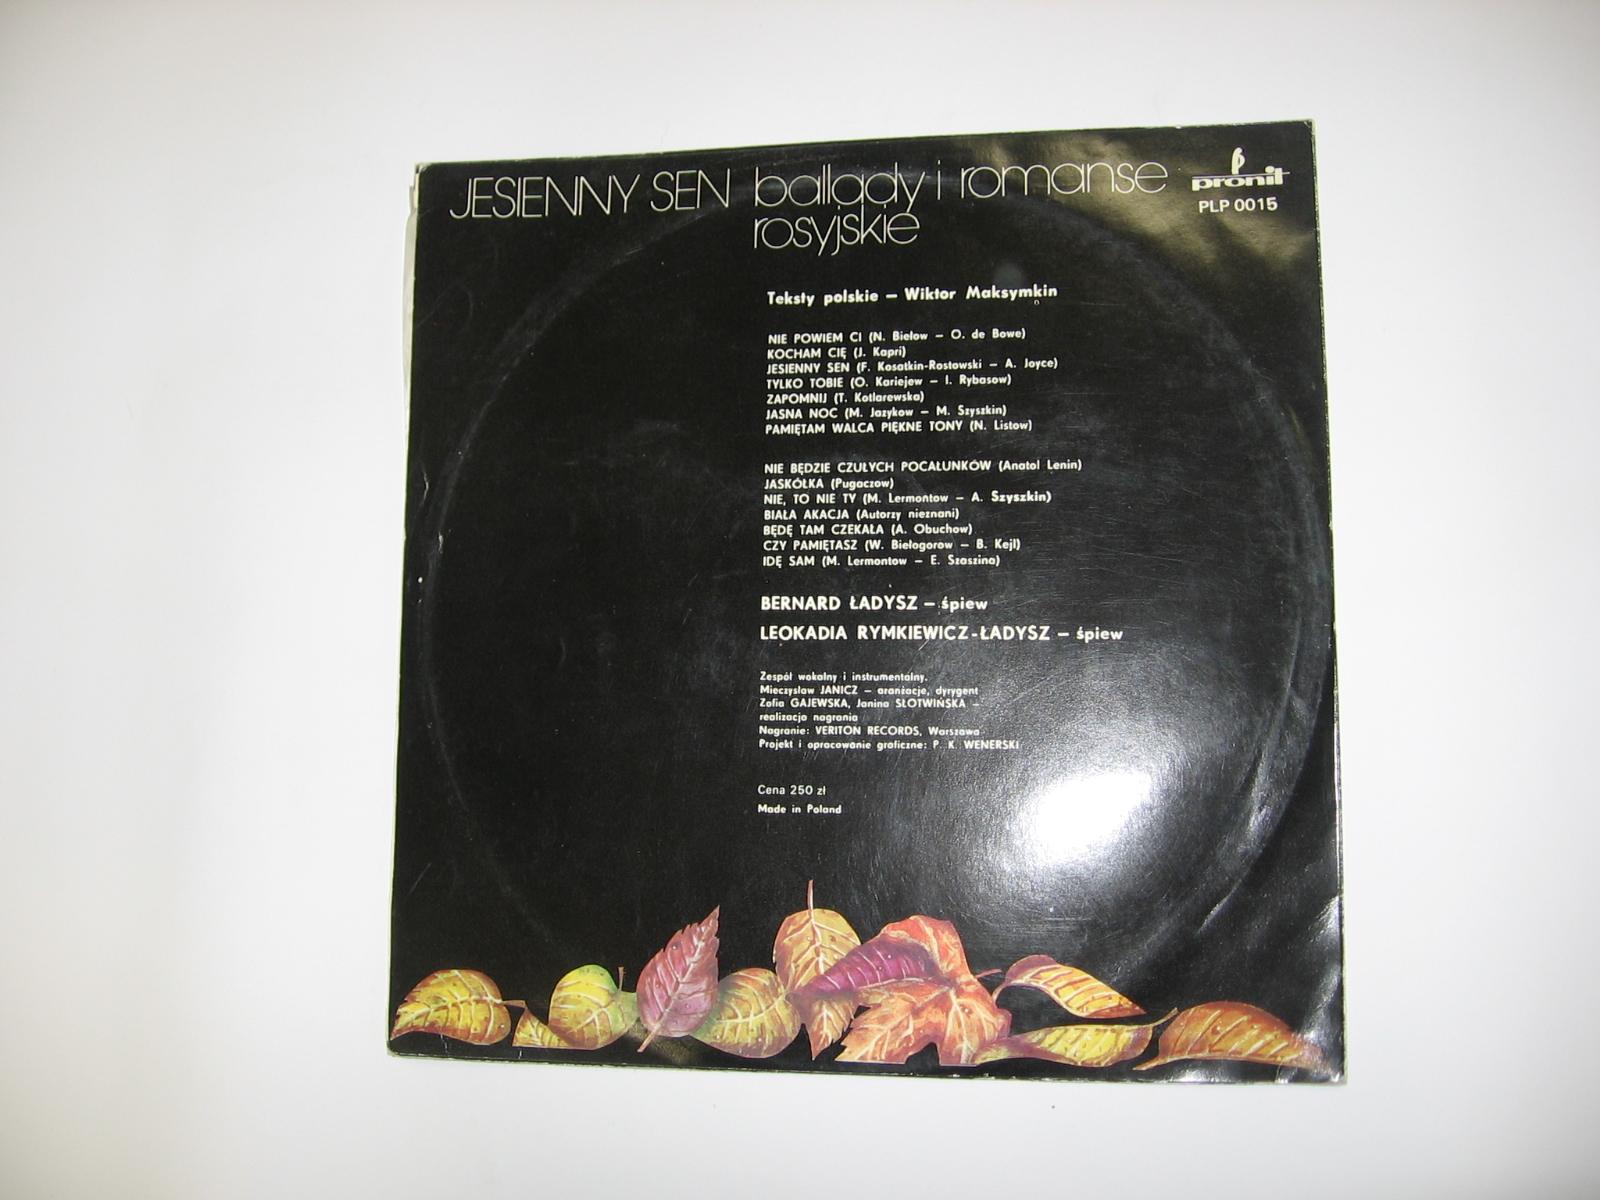 JESIENNY SEN ballady i romanse
rosyjskie
pronit
PLP 0015
Teksty polskie – Wiktor Maksymkin
NIE POWIEM CI (N. Biełow – O. de Bowe)
KOCHAM CIĘ (J. Kapri)
JESIENNY SEN (F. Kosatkin-Rostowski – A. Joyce)
TYLKO TOBIE (O. Kariejew – I. Rybasow)
ZAPOMNIJ (T. Kotlarewska)
JASNA NOC (M. Jazykow – M. Szyszkin)
PAMIĘTAM WALCA PIĘKNE TONY (N. Listow)
NIE BĘDZIE CZUŁYCH POCAŁUNKÓW (Anatol Lenin)
JASKÓŁKA (Pugaczow)
NIE, TO NIE TY (M. Lermontow – A. Szyszkin)
BIAŁA AKACJA (Autorzy nieznani)
BĘDĘ TAM CZEKAŁA (A. Obuchow)
CZY PAMIĘTASZ (W. Biełogorow – B. Kejl)
IDĘ SAM (M. Lermontow – E. Szaszina)
BERNARD ŁADYSZ – śpiew
LEOKADIA RYMKIEWICZ-ŁADYSZ – śpiew
Zespół wokalny i instrumentalny.
Mieczysław JANICZ – aranżacje, dyrygent
Zofia GAJEWSKA, Janina SŁOTWIŃSKA –
realizacja nagrania
Nagranie: VERITON RECORDS, Warszawa
Projekt i opracowanie graficzne: P. K. WENERSKI
Cena 250 zł
Made in Poland